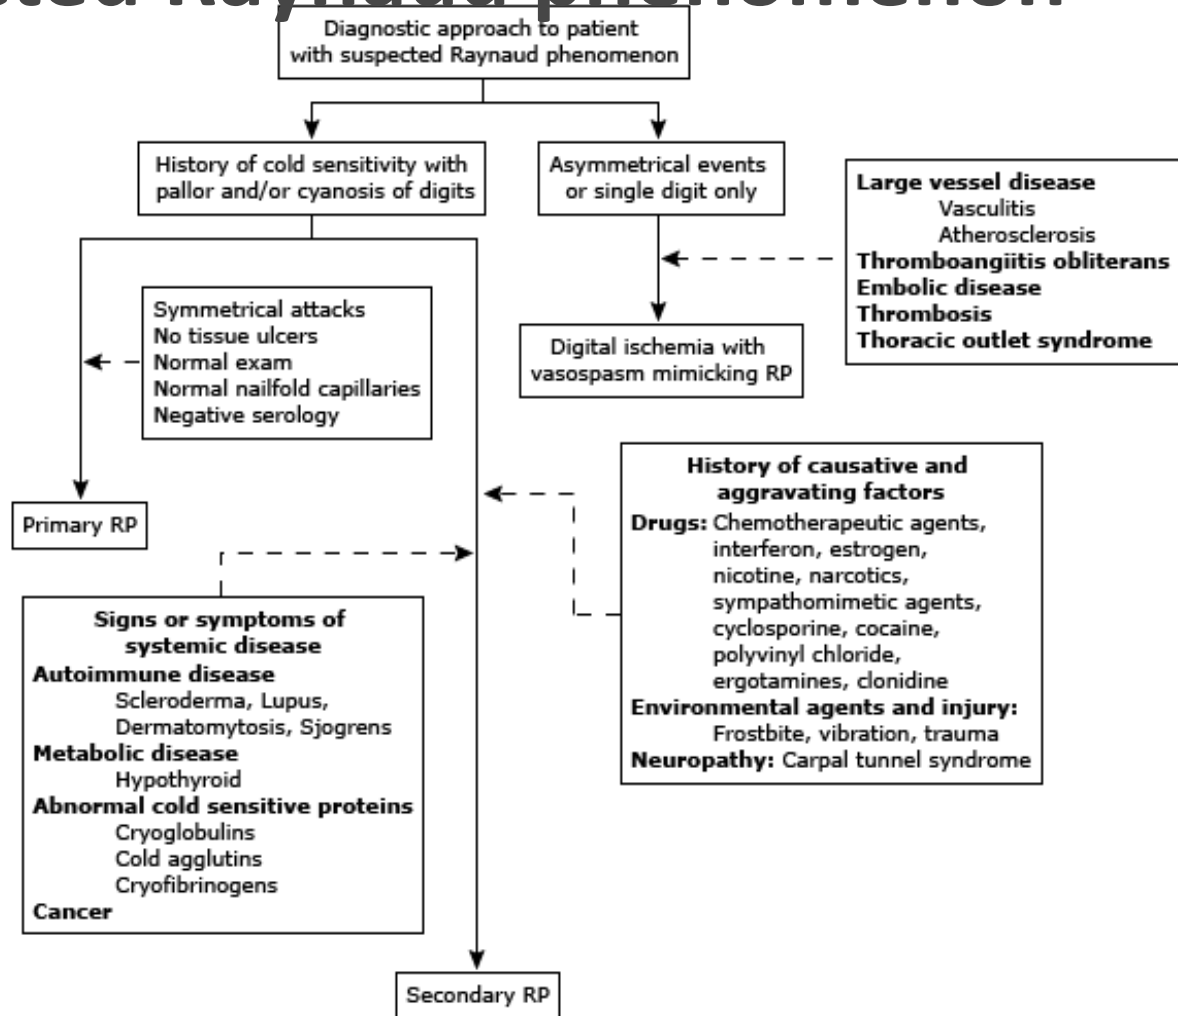 sted Raynaud phenomenon
Diagnostic approach to patient
with suspected Raynaud phenomenon
History of cold sensitivity with
pallor and/or cyanosis of digits
Asymmetrical events
or single digit only
Large vessel disease
Vasculitis
Atherosclerosis
Thromboangiitis obliterans
Embolic disease
Thrombosis
Thoracic outlet syndrome
Symmetrical attacks
No tissue ulcers
Normal exam
Normal nailfold capillaries
Negative serology
Digital ischemia with
vasospasm mimicking RP
Primary RP
History of causative and
aggravating factors
Drugs: Chemotherapeutic agents,
interferon, estrogen,
nicotine, narcotics,
sympathomimetic agents,
cyclosporine, cocaine,
polyvinyl chloride,
ergotamines, clonidine
Environmental agents and injury:
Frostbite, vibration, trauma
Neuropathy: Carpal tunnel syndrome
Signs or symptoms of
systemic disease
Autoimmune disease
Scleroderma, Lupus,
Dermatomytosis, Sjogrens
Metabolic disease
Hypothyroid
Abnormal cold sensitive proteins
Cryoglobulins
Cold agglutins
Cryofibrinogens
Cancer
Secondary RP